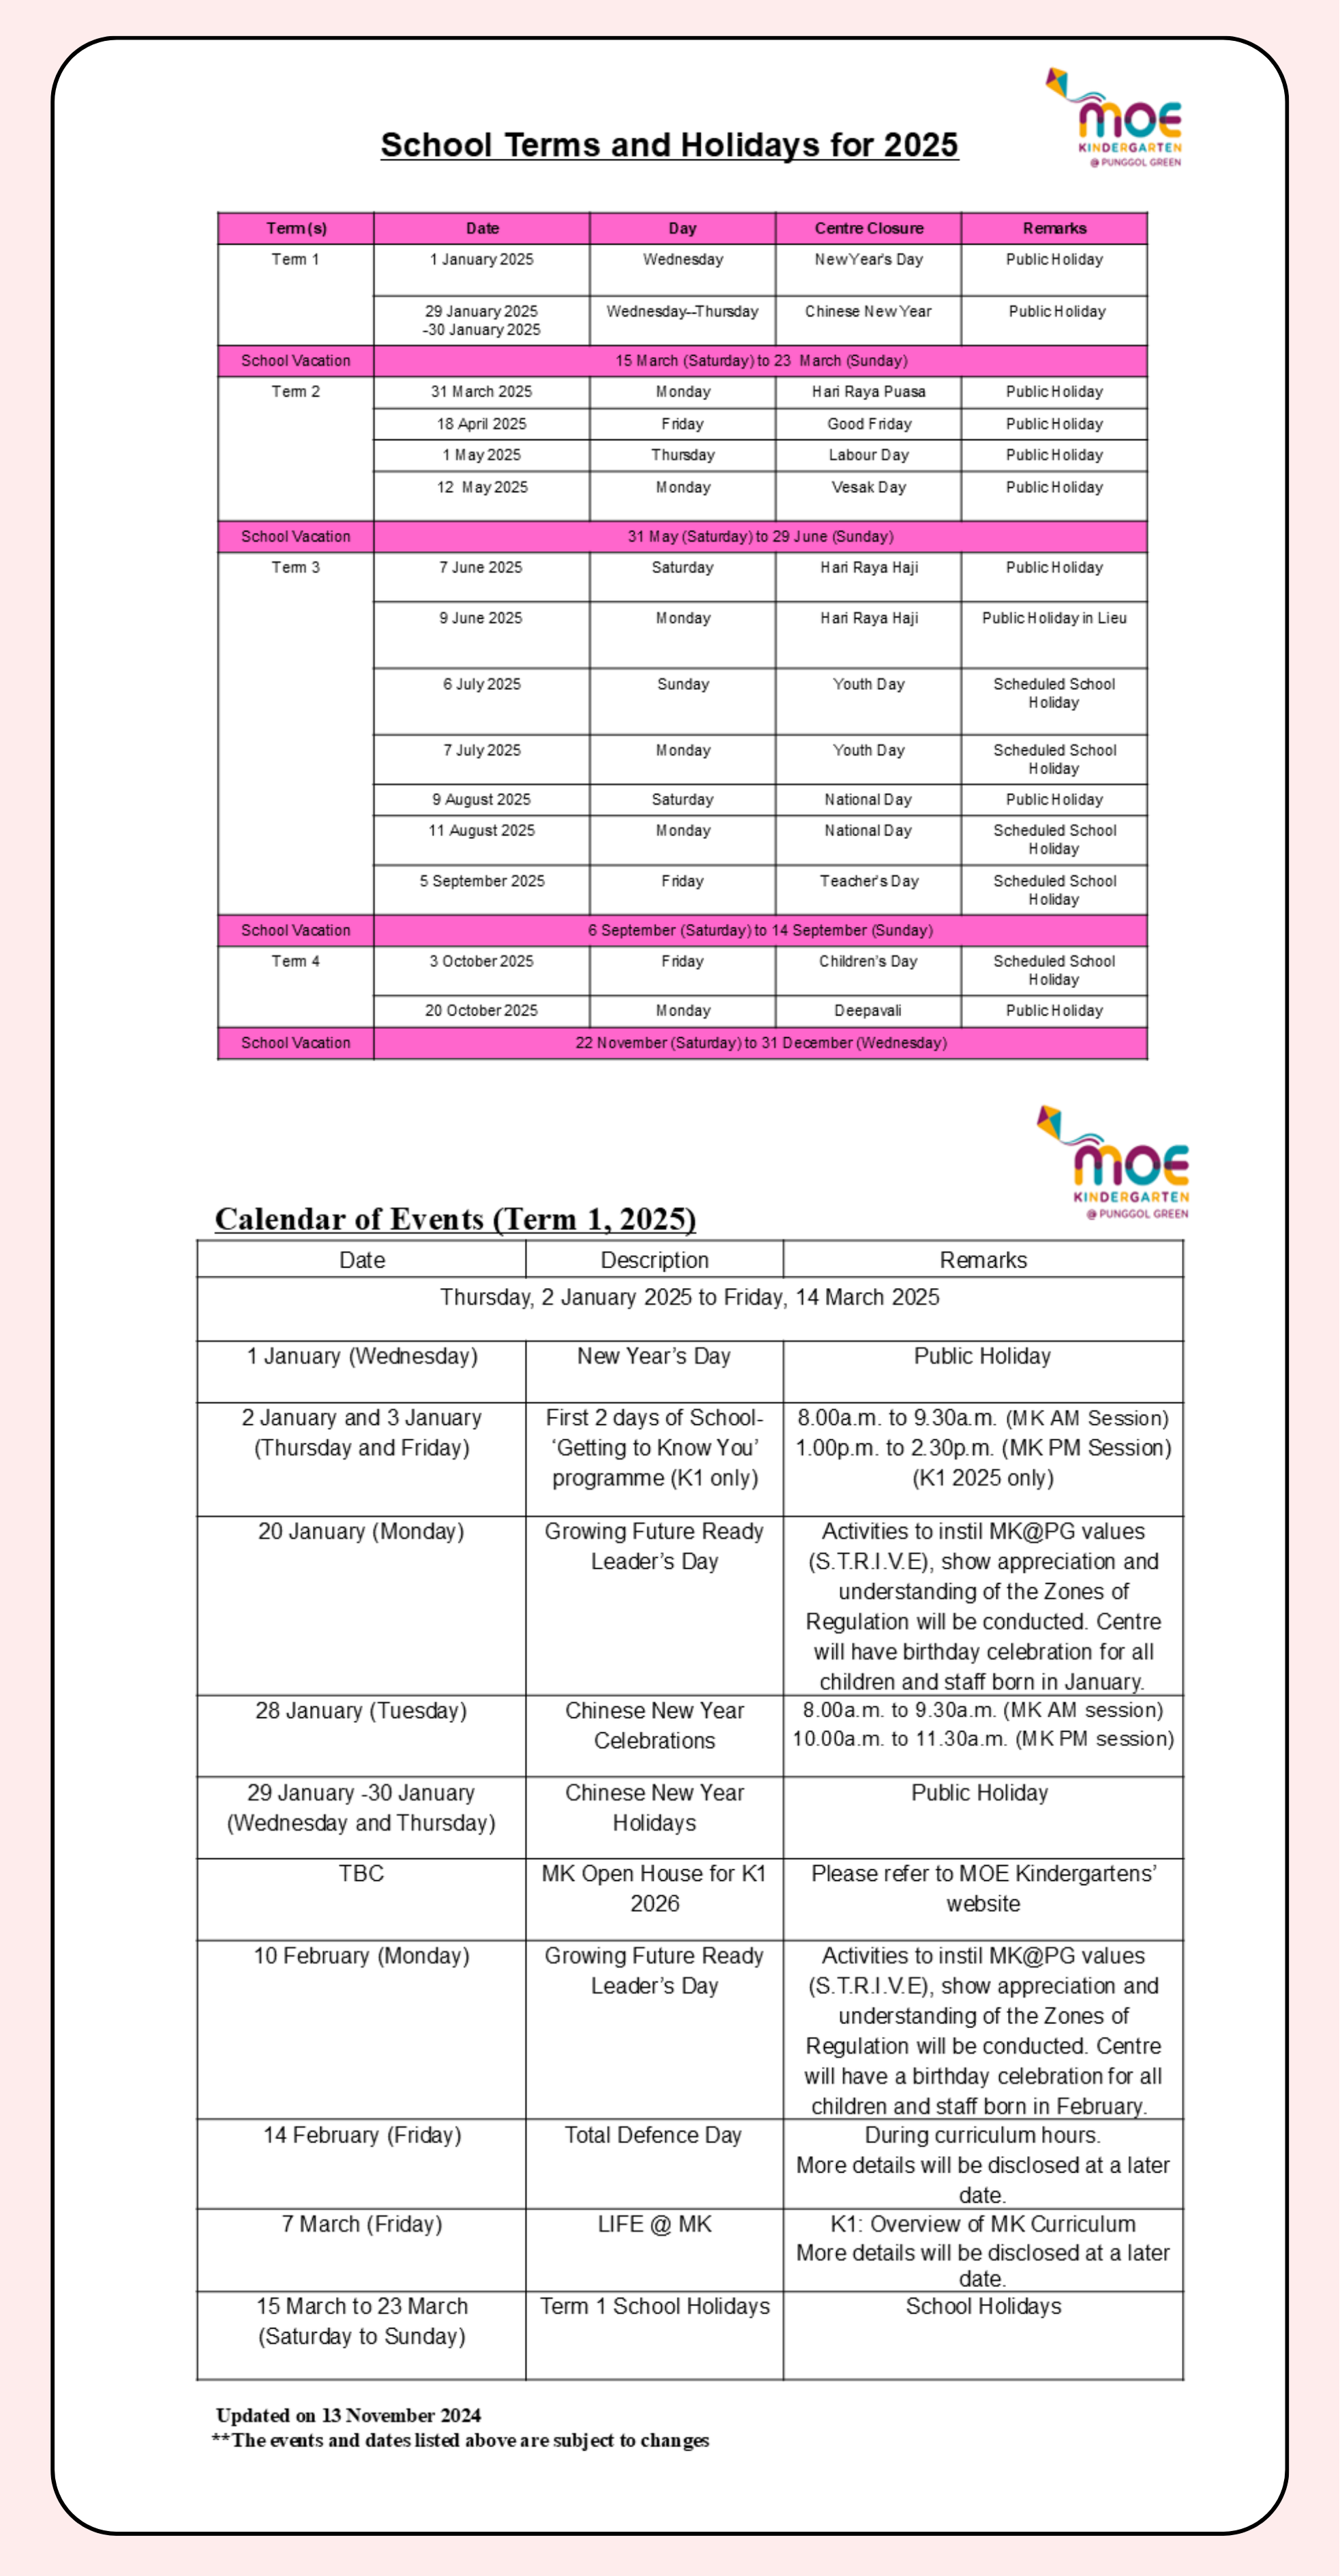 MOE
KINDERGARTEN
@ PUNGGOL GREEN
School Terms and Holidays for 2025
Term (s) Date Day Centre Closure Remarks
Term 1 1 January 2025 Wednesday New Year's Day Public Holiday
29 January 2025 Wednesday--Thursday Chinese New Year Public Holiday
-30 January 2025
School Vacation 15 March (Saturday) to 23 March (Sunday)
Term 2 31 March 2025 Monday Hari Raya Puasa Public Holiday
18 April 2025 Friday Good Friday Public Holiday
1 May 2025 Thursday Labour Day Public Holiday
12 May 2025 Monday Vesak Day Public Holiday
School Vacation 31 May (Saturday) to 29 June (Sunday)
Term 3 7 June 2025 Saturday Hari Raya Haji Public Holiday
9 June 2025 Monday Hari Raya Haji Public Holiday in Lieu
6 July 2025 Sunday Youth Day Scheduled School
Holiday
7 July 2025 Monday Youth Day Scheduled School
Holiday
9 August 2025 Saturday National Day Public Holiday
11 August 2025 Monday National Day Scheduled School
Holiday
5 September 2025 Friday Teacher's Day Scheduled School
Holiday
School Vacation 6 September (Saturday) to 14 September (Sunday)
Term 4 3 October 2025 Friday Children's Day Scheduled School
Holiday
20 October 2025 Monday Deepavali Public Holiday
School Vacation 22 November (Saturday) to 31 December (Wednesday)
MOE
KINDERGARTEN
@ PUNGGOL GREEN
Calendar of Events (Term 1, 2025)
Date Description Remarks
Thursday, 2 January 2025 to Friday, 14 March 2025
1 January (Wednesday) New Year’s Day Public Holiday
2 January and 3 January First 2 days of School- 8.00a.m. to 9.30a.m. (MK AM Session)
(Thursday and Friday) ‘Getting to Know You’ 1.00p.m. to 2.30p.m. (MK PM Session)
programme (K1 only) (K1 2025 only)
20 January (Monday) Growing Future Ready Activities to instil MK@PG values
Leader’s Day (S.T.R.I.V.E), show appreciation and
understanding of the Zones of
Regulation will be conducted. Centre
will have birthday celebration for all
children and staff born in January.
28 January (Tuesday) Chinese New Year 8.00a.m. to 9.30a.m. (MK AM session)
Celebrations 10.00a.m. to 11.30a.m. (MK PM session)
29 January -30 January Chinese New Year Public Holiday
(Wednesday and Thursday) Holidays
TBC MK Open House for K1 Please refer to MOE Kindergartens’
2026 website
10 February (Monday) Growing Future Ready Activities to instil MK@PG values
Leader’s Day (S.T.R.I.V.E), show appreciation and
understanding of the Zones of
Regulation will be conducted. Centre
will have a birthday celebration for all
children and staff born in February.
14 February (Friday) Total Defence Day During curriculum hours.
More details will be disclosed at a later
date.
7 March (Friday) LIFE @ MK K1: Overview of MK Curriculum
More details will be disclosed at a later
date.
15 March to 23 March Term 1 School Holidays School Holidays
(Saturday to Sunday)
Updated on 13 November 2024
**The events and dates listed above are subject to changes